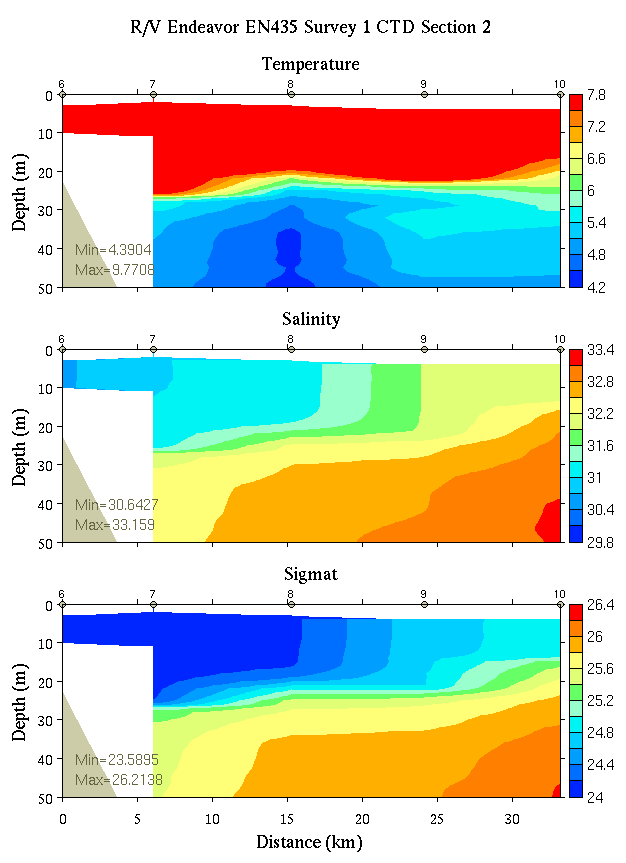 R/V Endeavor EN435 Survey 1 CTD Section 2
Temperature
6 7 8 9 10
0 10 20 30 40 50
Depth (m)
Min=4.3904
Max=9.7708
7.8 7.2 6.6 6 5.4 4.8 4.2
Salinity
6 7 8 9 10
0 10 20 30 40 50
Depth (m)
Min=30.6427
Max=33.159
33.4 32.8 32.2 31.6 31 30.4 29.8
Sigmat
6 7 8 9 10
0 10 20 30 40 50
Depth (m)
Min=23.5895
Max=26.2138
26.4 26 25.6 25.2 24.8 24.4 24
0 5 10 15 20 25 30
Distance (km)